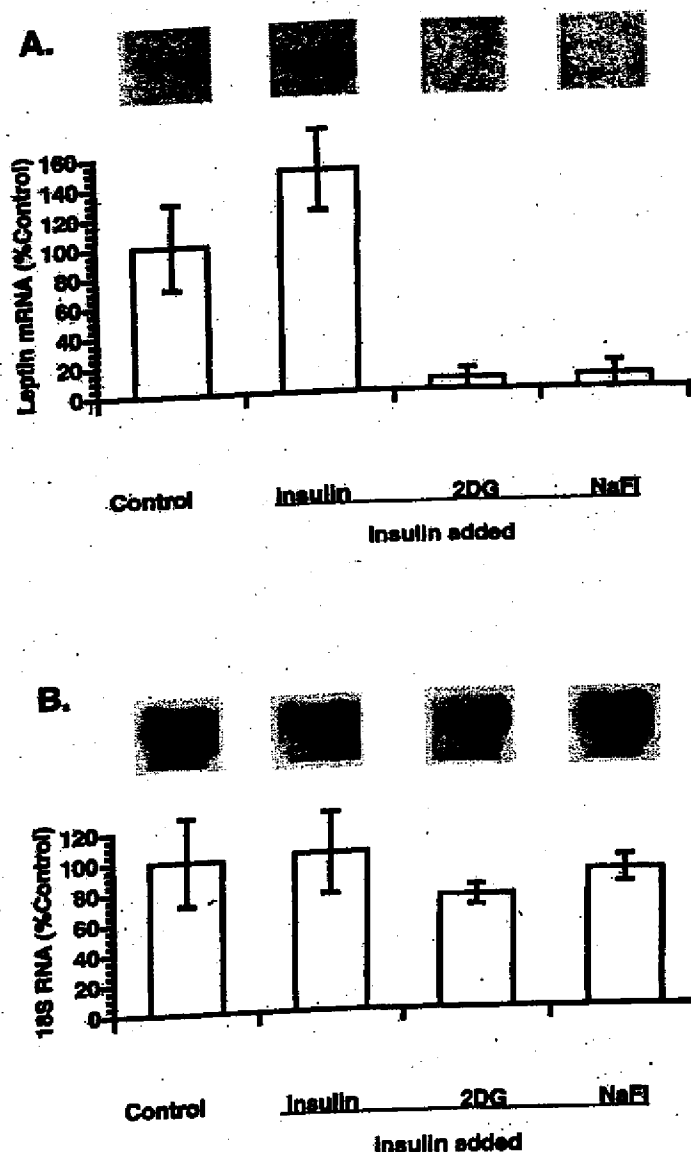 A.
Leptin mRNA (%Control)
160
140
120
100
80
60
40
20
0
Control Insulin 2DG NaFl
Insulin added
B.
18S RNA (%Control)
120
100
80
60
40
20
0
Control Insulin 2DG NaFl
Insulin added